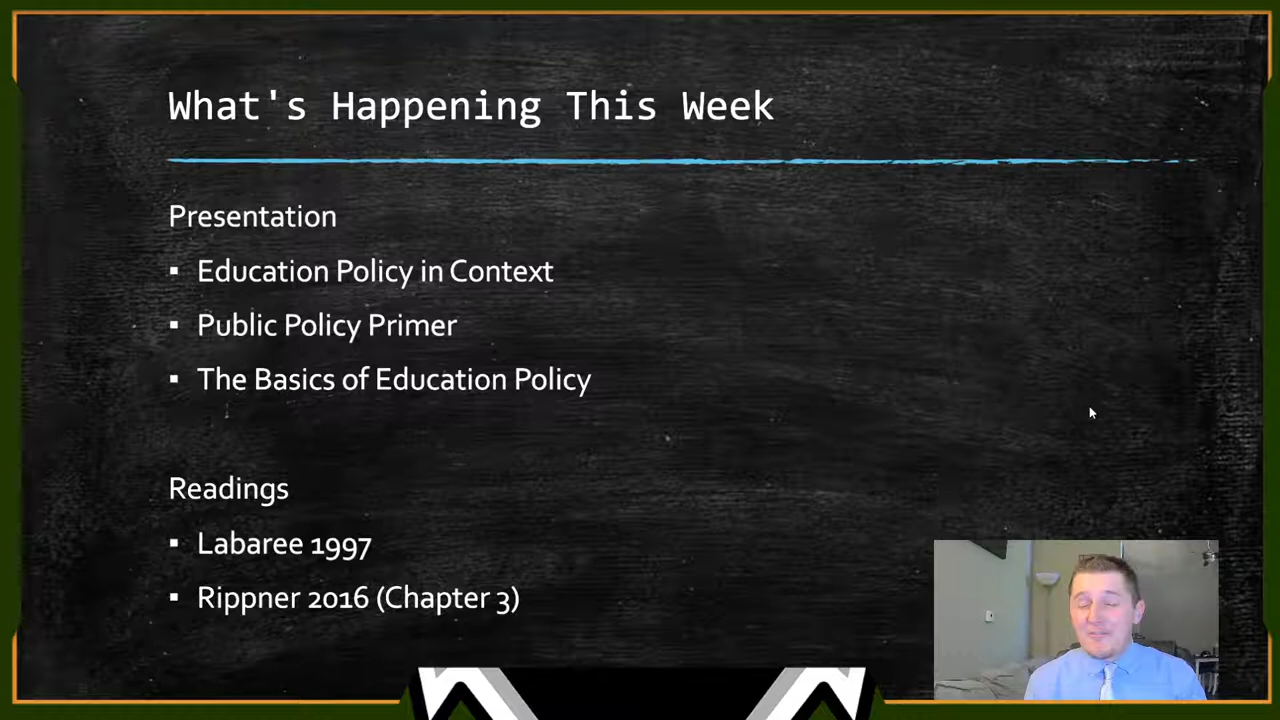 What's Happening This Week
Presentation
▪ Education Policy in Context
▪ Public Policy Primer
▪ The Basics of Education Policy
Readings
▪ Labaree 1997
▪ Rippner 2016 (Chapter 3)